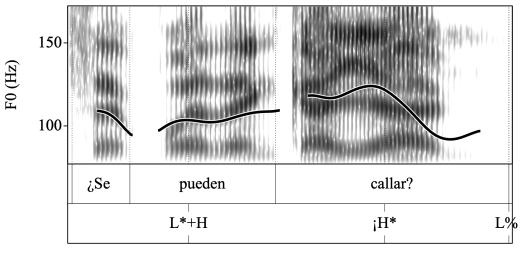 F0 (Hz)
150
100
¿Se pueden callar?
L*+H ¡H* L%